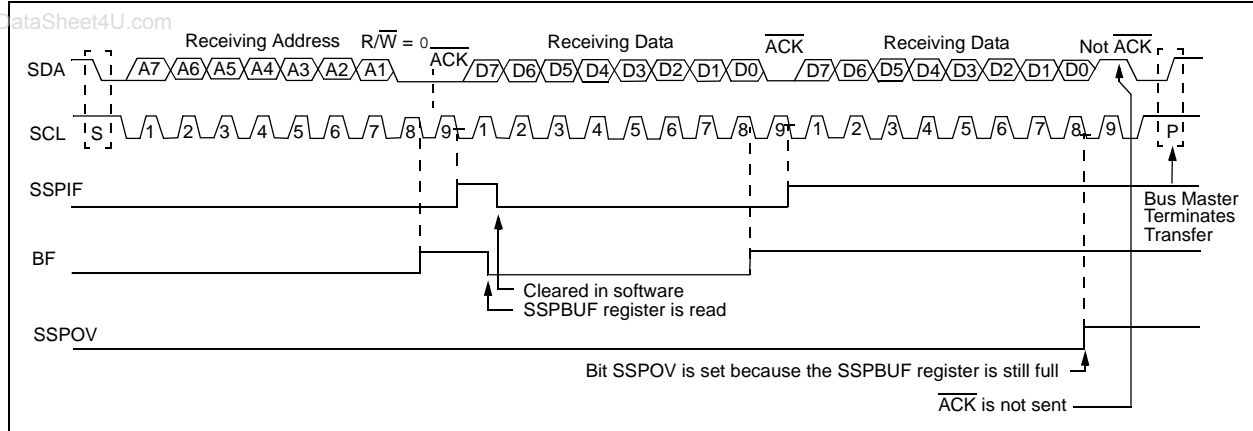 DataSheet4U.com
Receiving Address R/W̅ = 0 A̅C̅K̅ Receiving Data A̅C̅K̅ Receiving Data Not A̅C̅K̅
SDA A7 A6 A5 A4 A3 A2 A1 D7 D6 D5 D4 D3 D2 D1 D0 D7 D6 D5 D4 D3 D2 D1 D0
SCL S 1 2 3 4 5 6 7 8 9 1 2 3 4 5 6 7 8 9 1 2 3 4 5 6 7 8 9 P
SSPIF
Bus Master
Terminates
Transfer
BF
Cleared in software
SSPBUF register is read
SSPOV
Bit SSPOV is set because the SSPBUF register is still full
A̅C̅K̅ is not sent